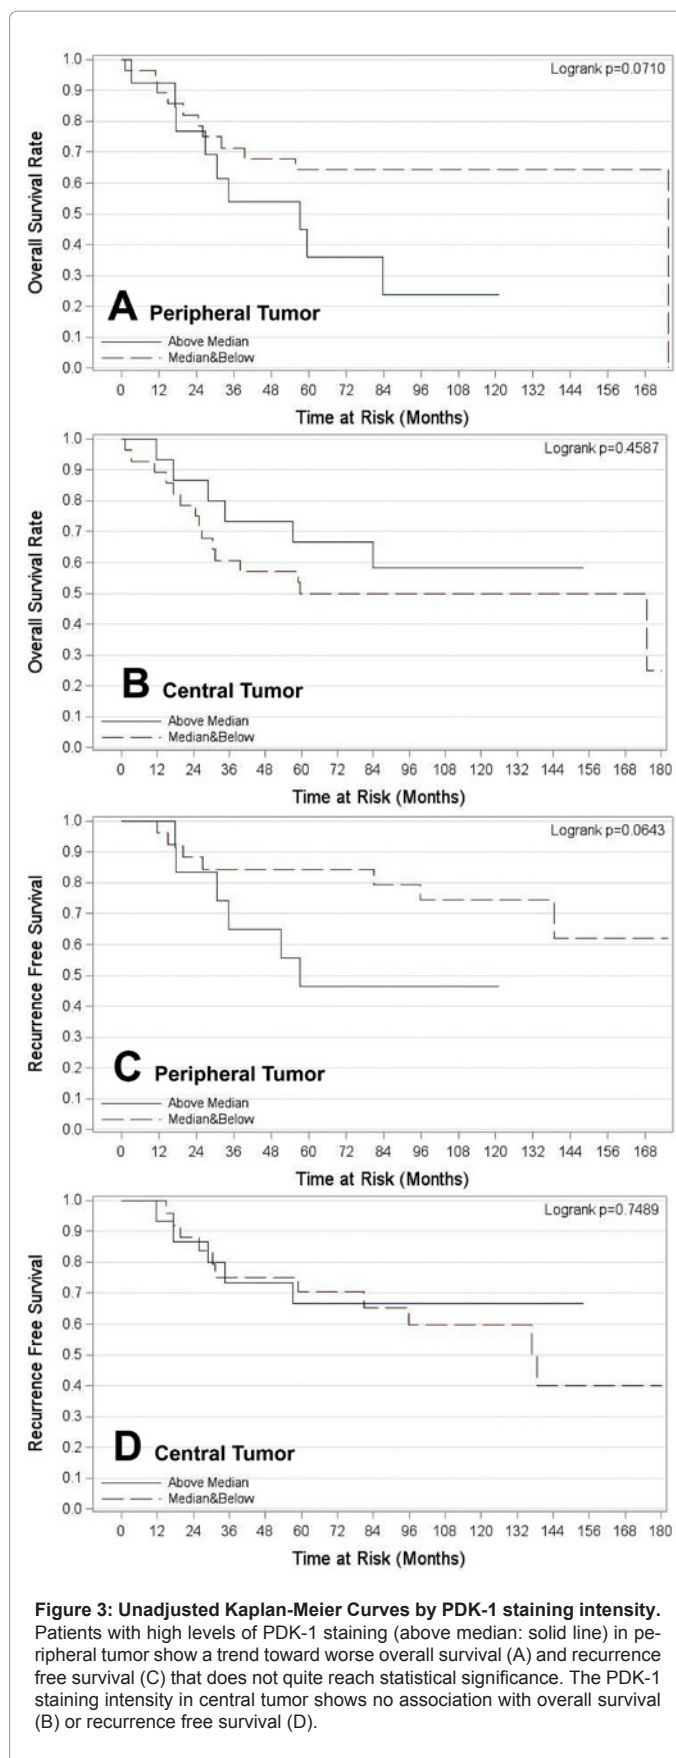 Logrank p=0.0710
1.0
0.9
0.8
0.7
0.6
0.5
0.4
0.3
0.2
0.1
0.0
Overall Survival Rate
A Peripheral Tumor
Above Median
Median&Below
0 12 24 36 48 60 72 84 96 108 120 132 144 156 168
Time at Risk (Months)
Logrank p=0.4587
1.0
0.9
0.8
0.7
0.6
0.5
0.4
0.3
0.2
0.1
0.0
Overall Survival Rate
B Central Tumor
Above Median
Median&Below
0 12 24 36 48 60 72 84 96 108 120 132 144 156 168 180
Time at Risk (Months)
Logrank p=0.0643
1.0
0.9
0.8
0.7
0.6
0.5
0.4
0.3
0.2
0.1
0.0
Recurrence Free Survival
C Peripheral Tumor
Above Median
Median&Below
0 12 24 36 48 60 72 84 96 108 120 132 144 156 168
Time at Risk (Months)
Logrank p=0.7489
1.0
0.9
0.8
0.7
0.6
0.5
0.4
0.3
0.2
0.1
0.0
Recurrence Free Survival
D Central Tumor
Above Median
Median&Below
0 12 24 36 48 60 72 84 96 108 120 132 144 156 168 180
Time at Risk (Months)
Figure 3: Unadjusted Kaplan-Meier Curves by PDK-1 staining intensity.
Patients with high levels of PDK-1 staining (above median: solid line) in pe-
ripheral tumor show a trend toward worse overall survival (A) and recurrence
free survival (C) that does not quite reach statistical significance. The PDK-1
staining intensity in central tumor shows no association with overall survival
(B) or recurrence free survival (D).